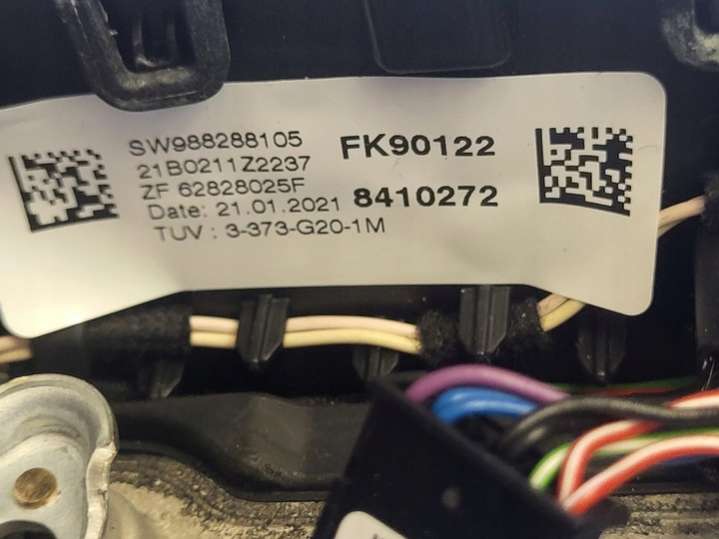 SW988288105
FK90122
21B0211Z2237
ZF 62828025F
8410272
Date: 21.01.2021
TUV : 3-373-G20-1M